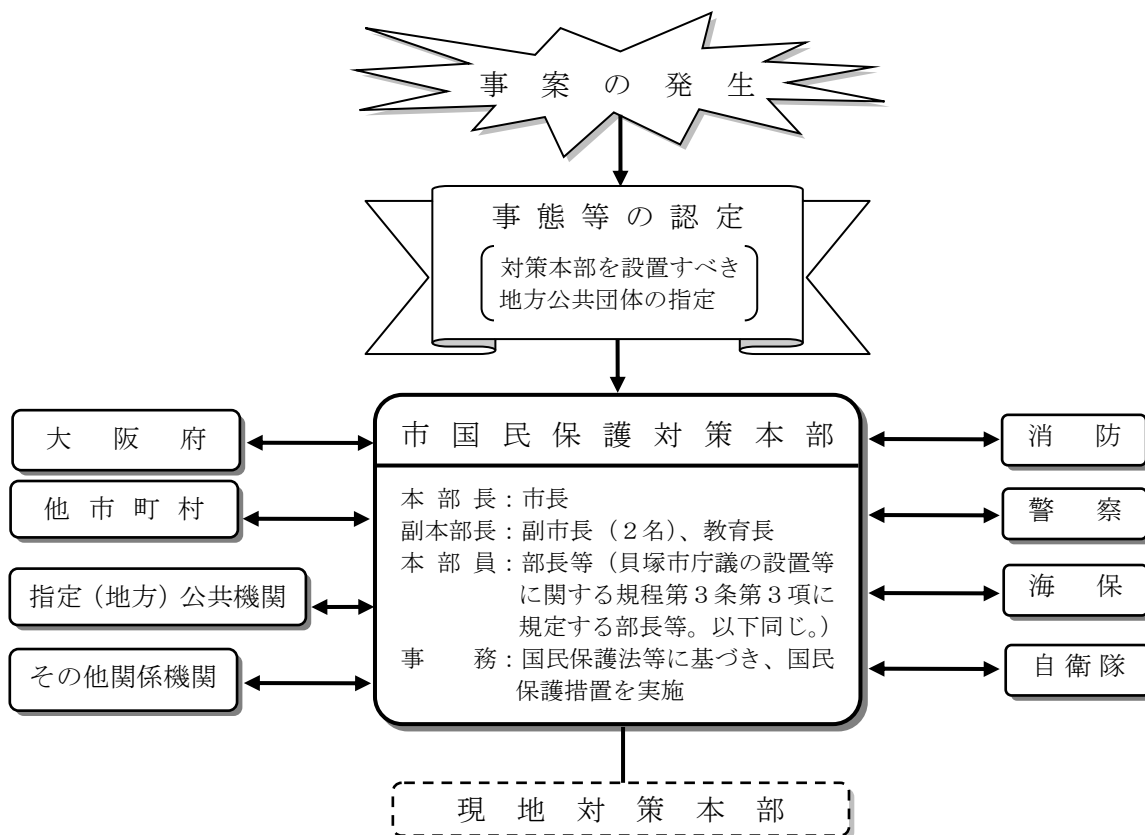 事案の発生
事態等の認定
対策本部を設置すべき
地方公共団体の指定
市国民保護対策本部
本部長：市長
副本部長：副市長（２名）、教育長
本部員：部長等（貝塚市庁議の設置等
に関する規程第３条第３項に
規定する部長等。以下同じ。）
事　務：国民保護法等に基づき、国民
保護措置を実施
大阪府
他市町村
指定（地方）公共機関
その他関係機関
消防
警察
海保
自衛隊
現地対策本部